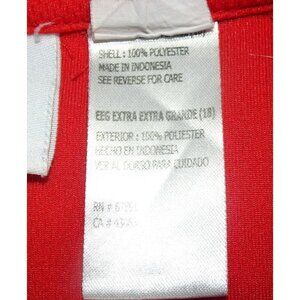 SHELL : 100% POLYESTER
MADE IN INDONESIA
SEE REVERSE FOR CARE
EEG EXTRA EXTRA GRANDE (18)
EXTERIOR : 100% POLIESTER
HECHO EN INDONESIA
VER AL DORSO PARA CUIDADO
RN #
CA #